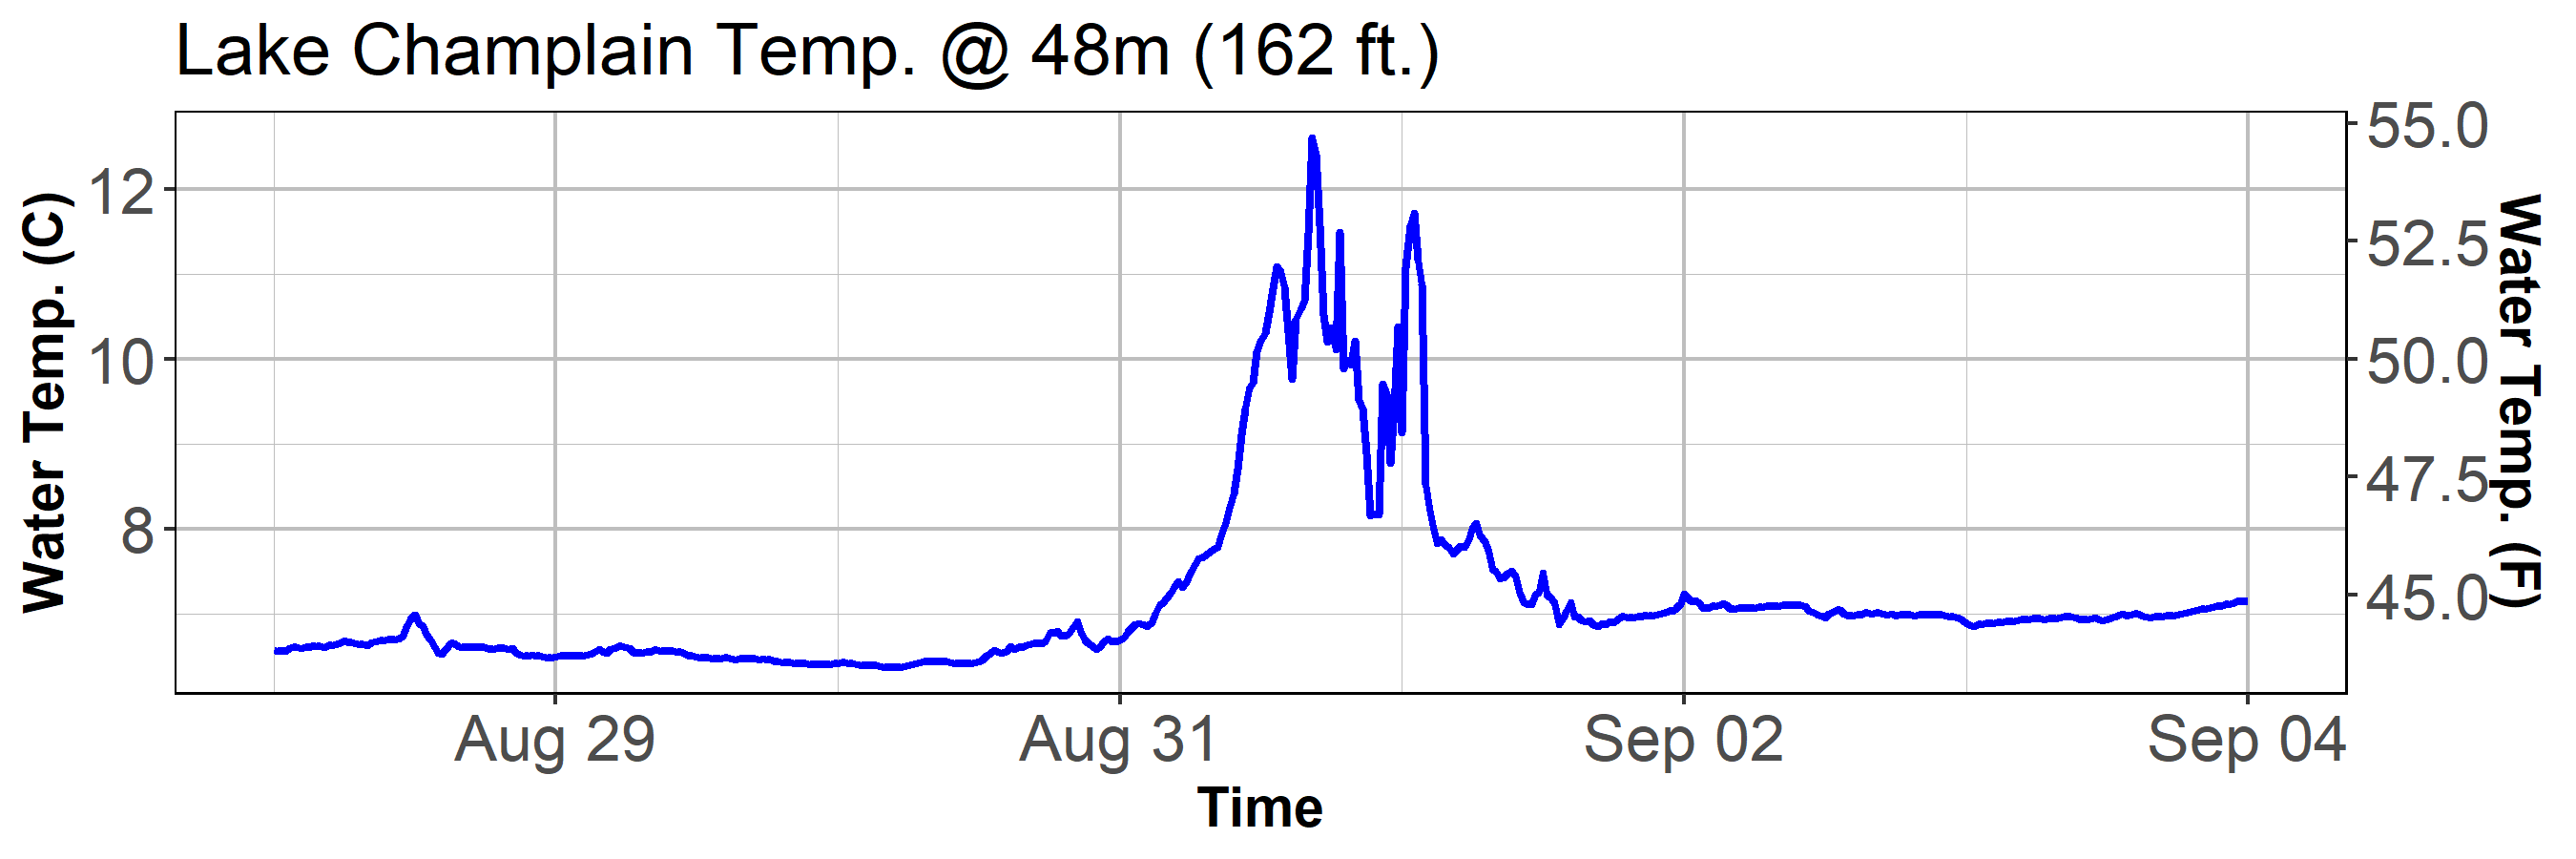 Lake Champlain Temp. @ 48m (162 ft.)
Water Temp. (C)
12
10
8
55.0
52.5
50.0
47.5
45.0
Water Temp. (F)
Aug 29
Aug 31
Sep 02
Sep 04
Time